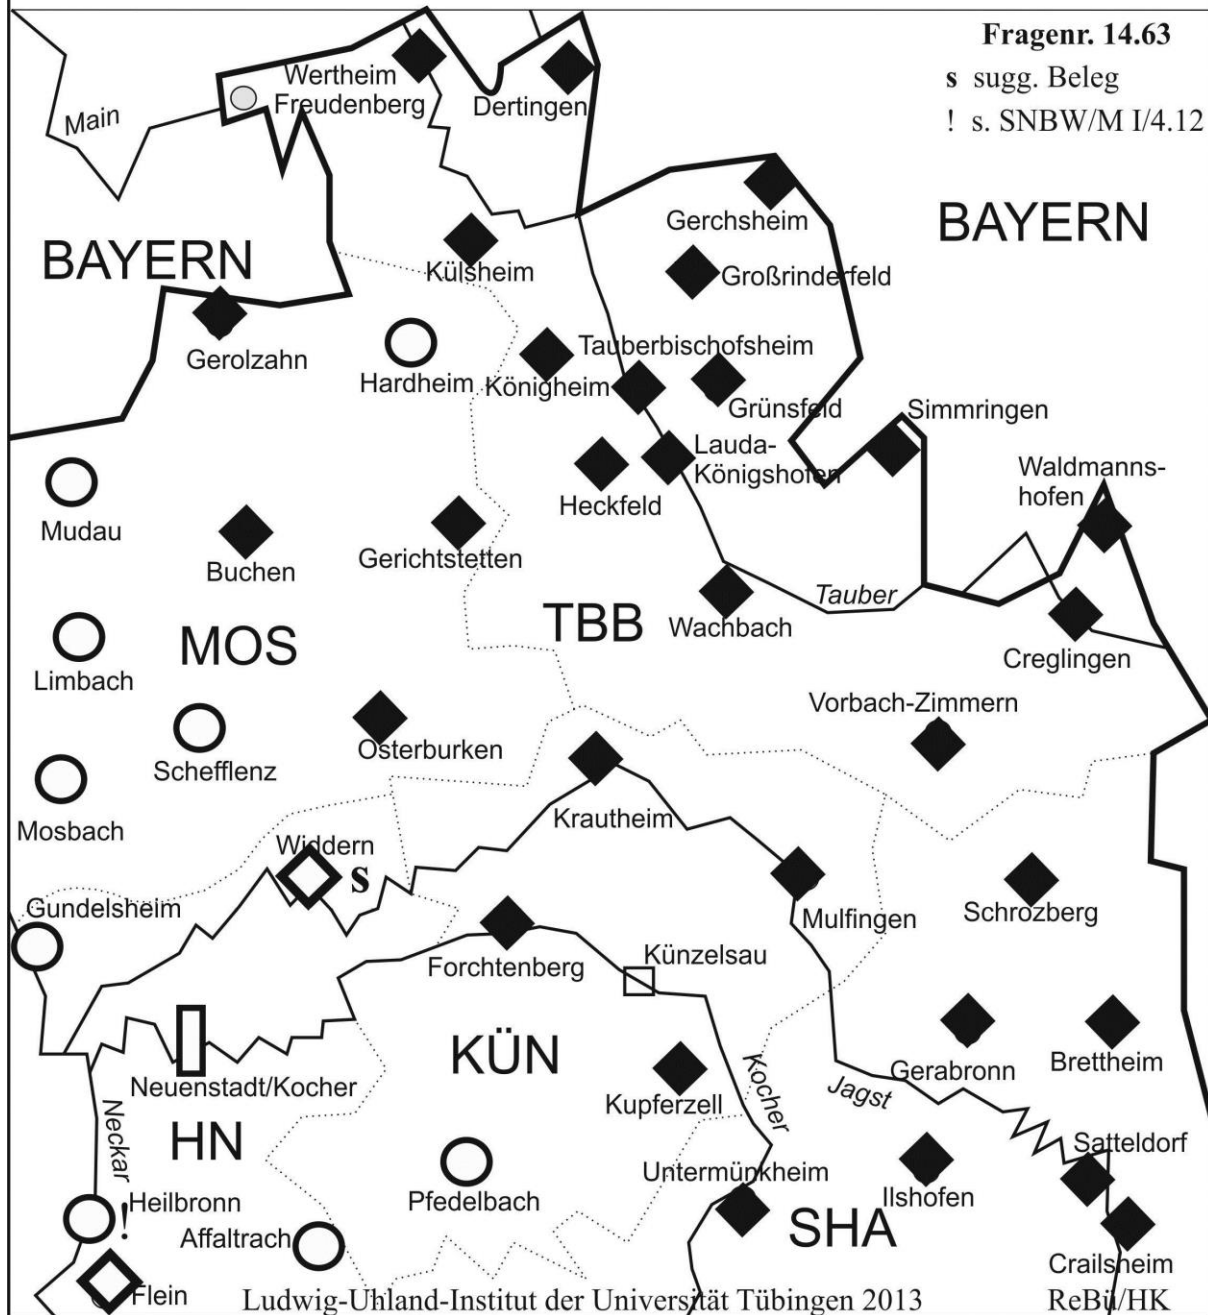 Fragenr. 14.63
s sugg. Beleg
! s. SNBW/M I/4.12
Main
Wertheim
Freudenberg
Dertingen
BAYERN
BAYERN
Gerchsheim
Külsheim
Großrinderfeld
Gerolzahn
Hardheim
Tauberbischofsheim
Königheim
Grünsfeld
Simmringen
Lauda-
Königshofen
Waldmanns-
hofen
Heckfeld
Mudau
Buchen
Gerichtstetten
Tauber
Wachbach
TBB
MOS
Limbach
Creglingen
Vorbach-Zimmern
Schefflenz
Osterburken
Mosbach
Krautheim
Widdern
s
Gundelsheim
Mulfingen
Schrozberg
Forchtenberg
Künzelsau
KÜN
Neuenstadt/Kocher
Kupferzell
Kocher
Jagst
Gerabronn
Brettheim
Neckar
HN
Heilbronn
!
Affaltrach
Pfedelbach
Untermünkheim
Ilshofen
Satteldorf
SHA
Crailsheim
Flein
Ludwig-Uhland-Institut der Universität Tübingen 2013
ReBü/HK